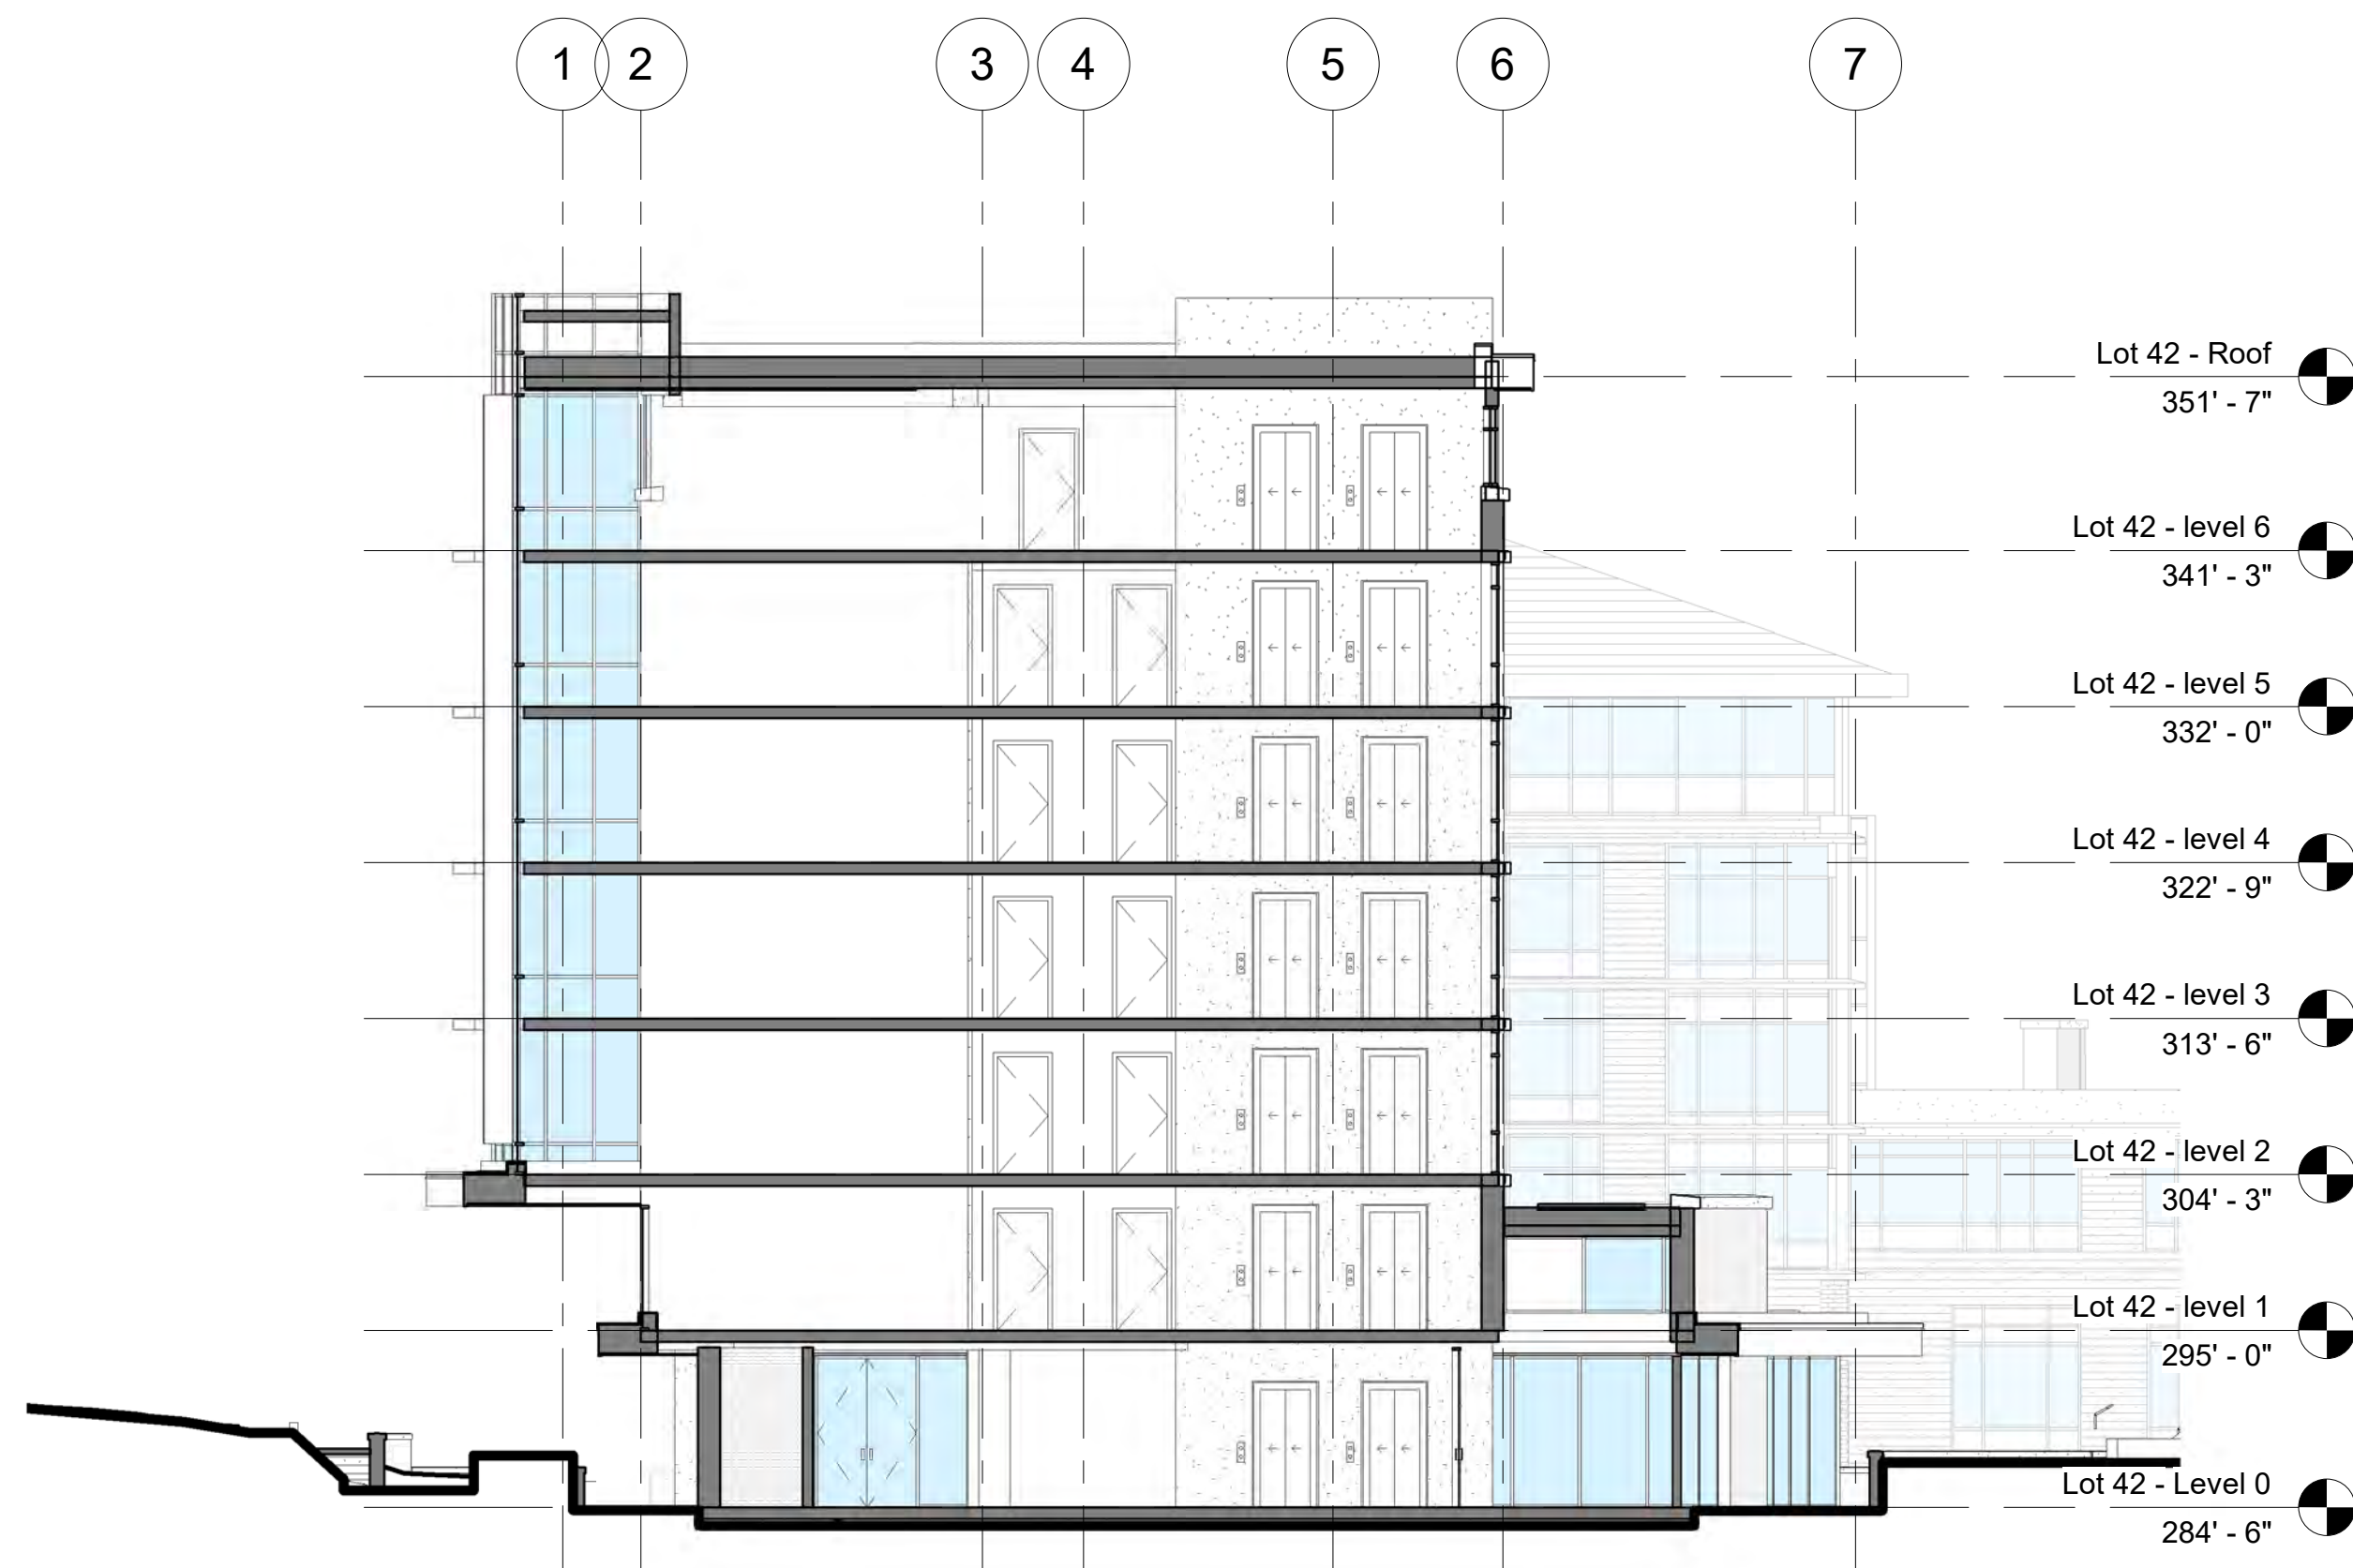 1 2 3 4 5 6 7
Lot 42 - Roof
351' - 7"
Lot 42 - level 6
341' - 3"
Lot 42 - level 5
332' - 0"
Lot 42 - level 4
322' - 9"
Lot 42 - level 3
313' - 6"
Lot 42 - level 2
304' - 3"
Lot 42 - level 1
295' - 0"
Lot 42 - Level 0
284' - 6"